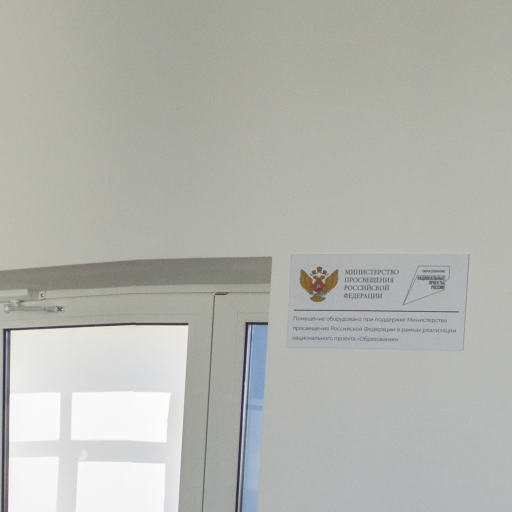 МИНИСТЕРСТВО
ПРОСВЕЩЕНИЯ
РОССИЙСКОЙ
ФЕДЕРАЦИИ
ОБРАЗОВАНИЕ
НАЦИОНАЛЬНЫЕ
ПРОЕКТЫ
РОССИИ
Помещение оборудовано при поддержке Министерства
просвещения Российской Федерации в рамках реализации
национального проекта «Образование»